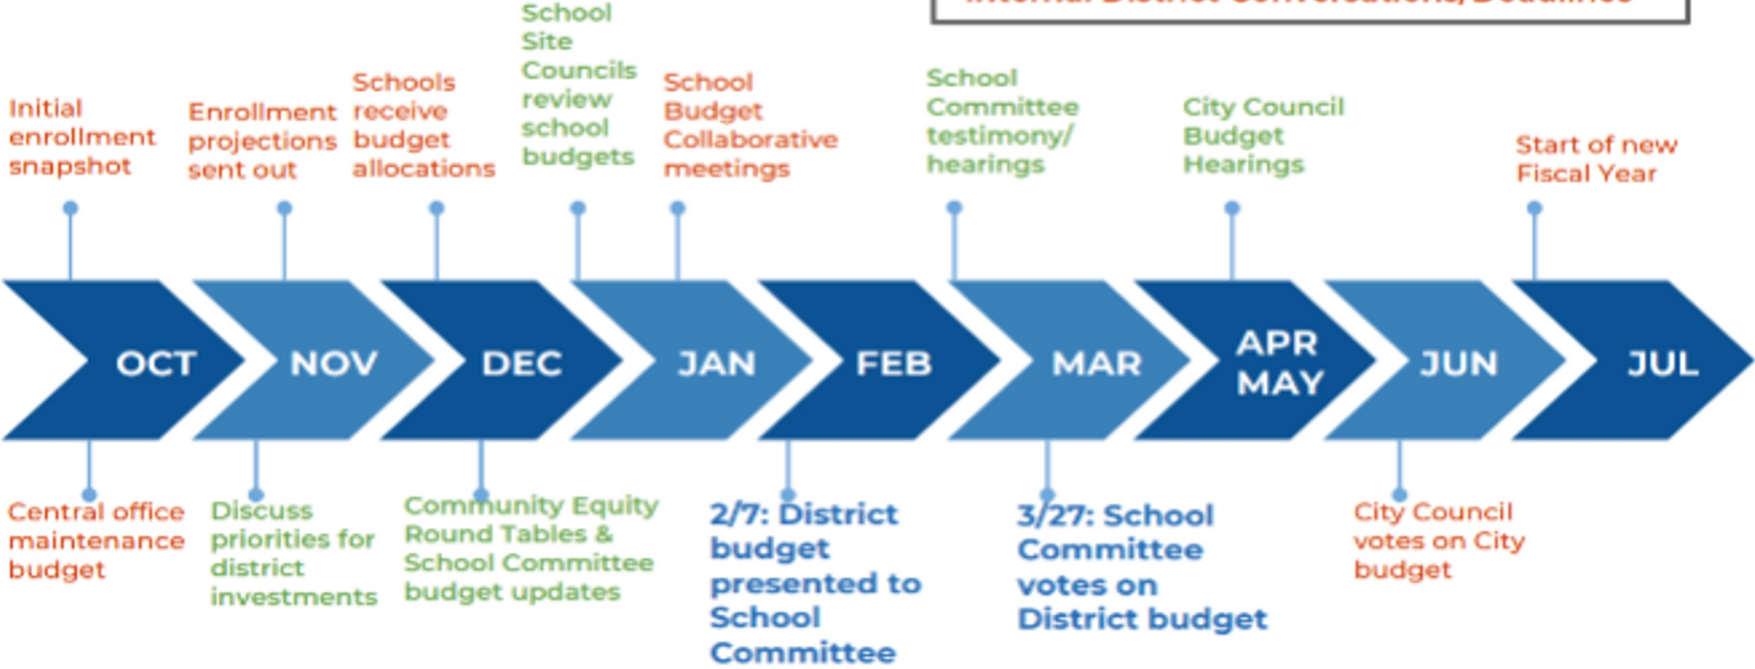 Internal District Conversations/Deadlines
School
Site
Councils
review
school
budgets
Initial
enrollment
snapshot
Enrollment
projections
sent out
Schools
receive
budget
allocations
School
Budget
Collaborative
meetings
School
Committee
testimony/
hearings
City Council
Budget
Hearings
Start of new
Fiscal Year
OCT
NOV
DEC
JAN
FEB
MAR
APR
MAY
JUN
JUL
Central office
maintenance
budget
Discuss
priorities for
district
investments
Community Equity
Round Tables &
School Committee
budget updates
2/7: District
budget
presented to
School
Committee
3/27: School
Committee
votes on
District budget
City Council
votes on City
budget